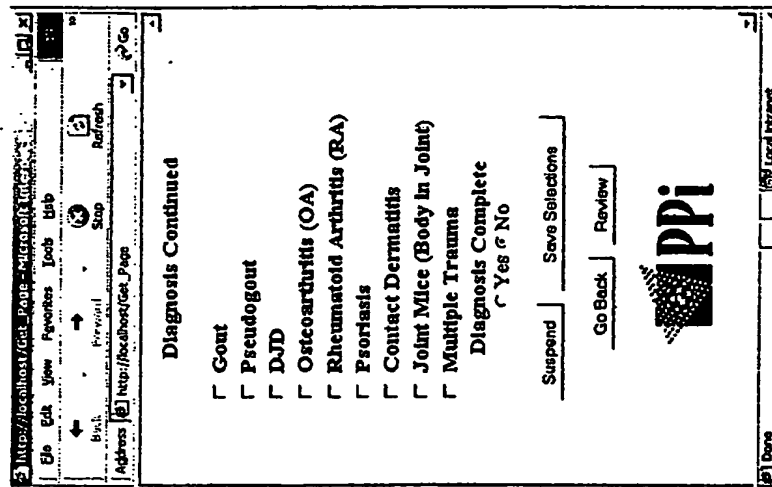 http://localhost/Get_Page - Microsoft Internet
File Edit View Favorites Tools Help
Back Forward Stop Refresh
Address http://localhost/Get_Page Go
Diagnosis Continued
Gout
Pseudogout
DJD
Osteoarthritis (OA)
Rheumatoid Arthritis (RA)
Psoriasis
Contact Dermatitis
Joint Mice (Body in Joint)
Multiple Trauma
Diagnosis Complete
Yes No
Suspend Save Selections
Go Back Review
PPi
Done Local intranet